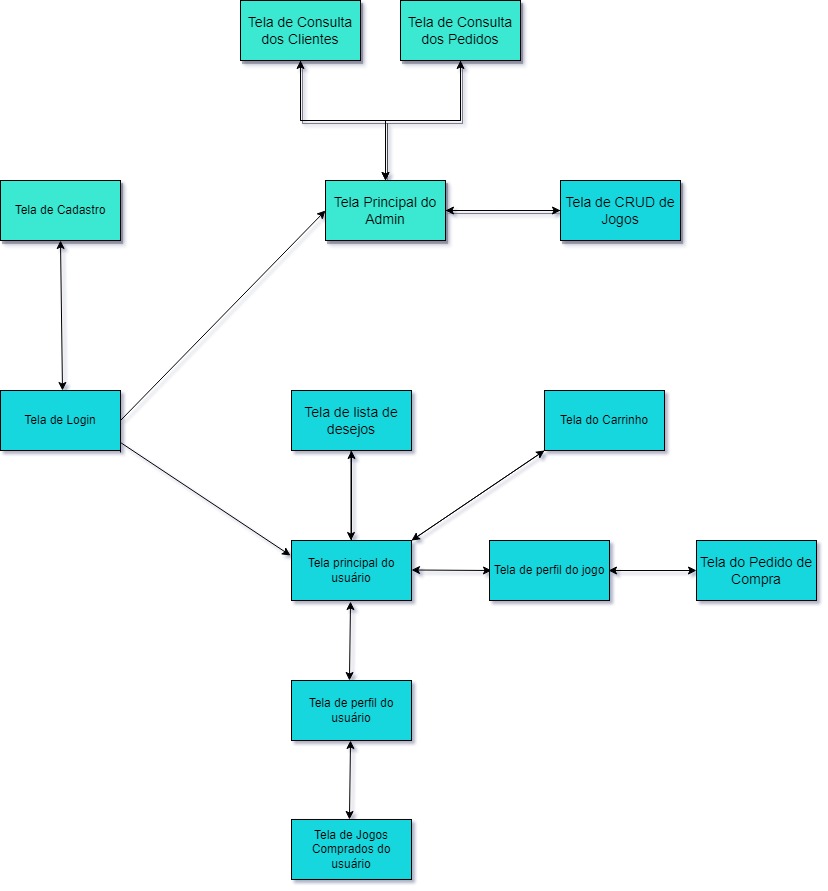 Tela de Consulta
dos Clientes
Tela de Consulta
dos Pedidos
Tela de Cadastro
Tela Principal do
Admin
Tela de CRUD de
Jogos
Tela de Login
Tela de lista de
desejos
Tela do Carrinho
Tela principal do
usuário
Tela de perfil do jogo
Tela do Pedido de
Compra
Tela de perfil do
usuário
Tela de Jogos
Comprados do
usuário